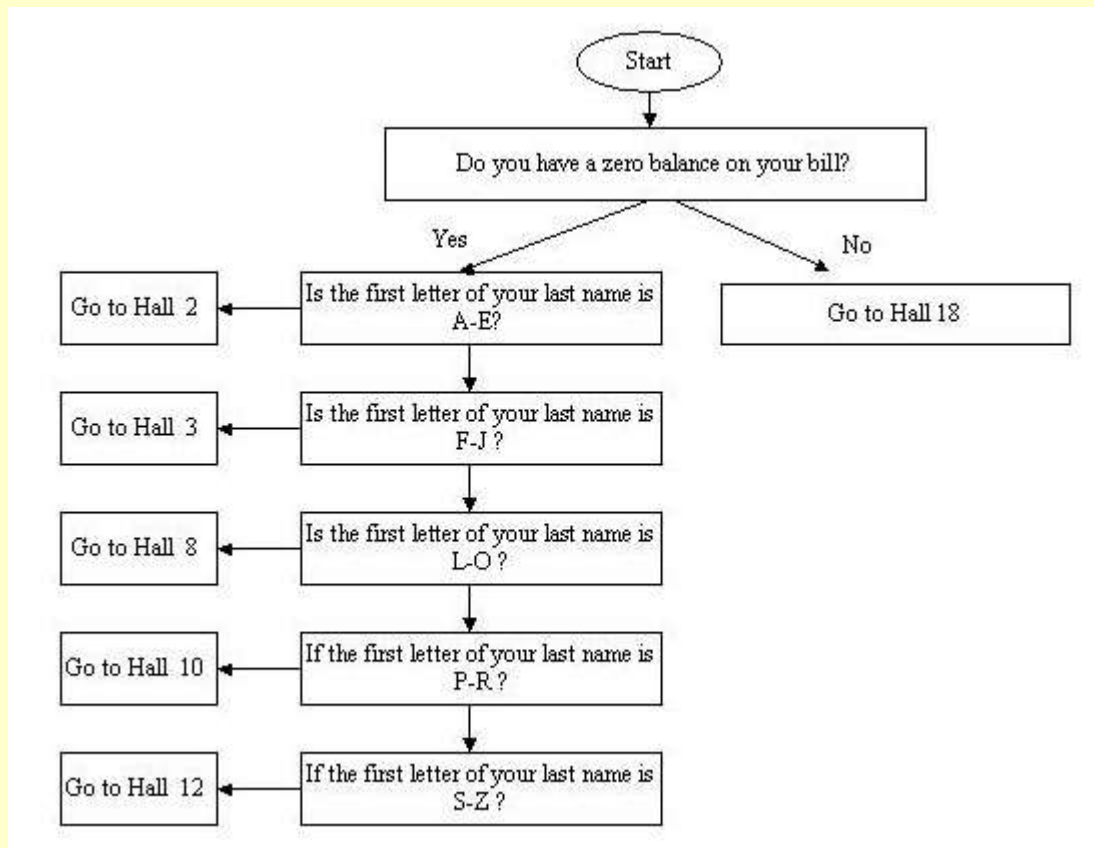 Start
Do you have a zero balance on your bill?
Yes
No
Go to Hall 2
Is the first letter of your last name is
A-E?
Go to Hall 18
Go to Hall 3
Is the first letter of your last name is
F-J ?
Go to Hall 8
Is the first letter of your last name is
L-O ?
Go to Hall 10
If the first letter of your last name is
P-R ?
Go to Hall 12
If the first letter of your last name is
S-Z ?